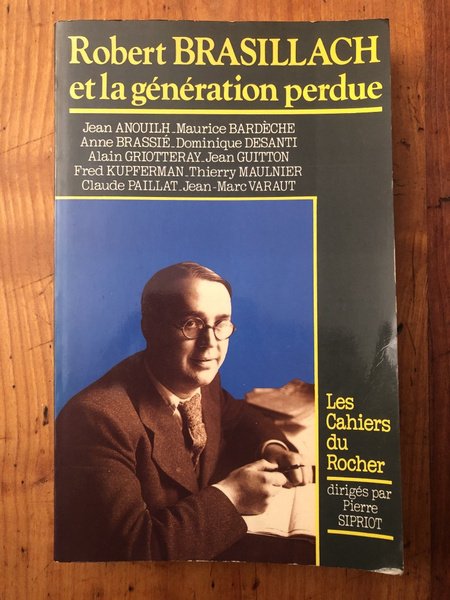 Robert BRASILLACH
et la génération perdue
Jean ANOUILH_Maurice BARDÈCHE
Anne BRASSIÉ_Dominique DESANTI
Alain GRIOTTERAY_Jean GUITTON
Fred KUPFERMAN_Thierry MAULNIER
Claude PAILLAT_Jean-Marc VARAUT
Les
Cahiers
du
Rocher
dirigés par
Pierre
SIPRIOT